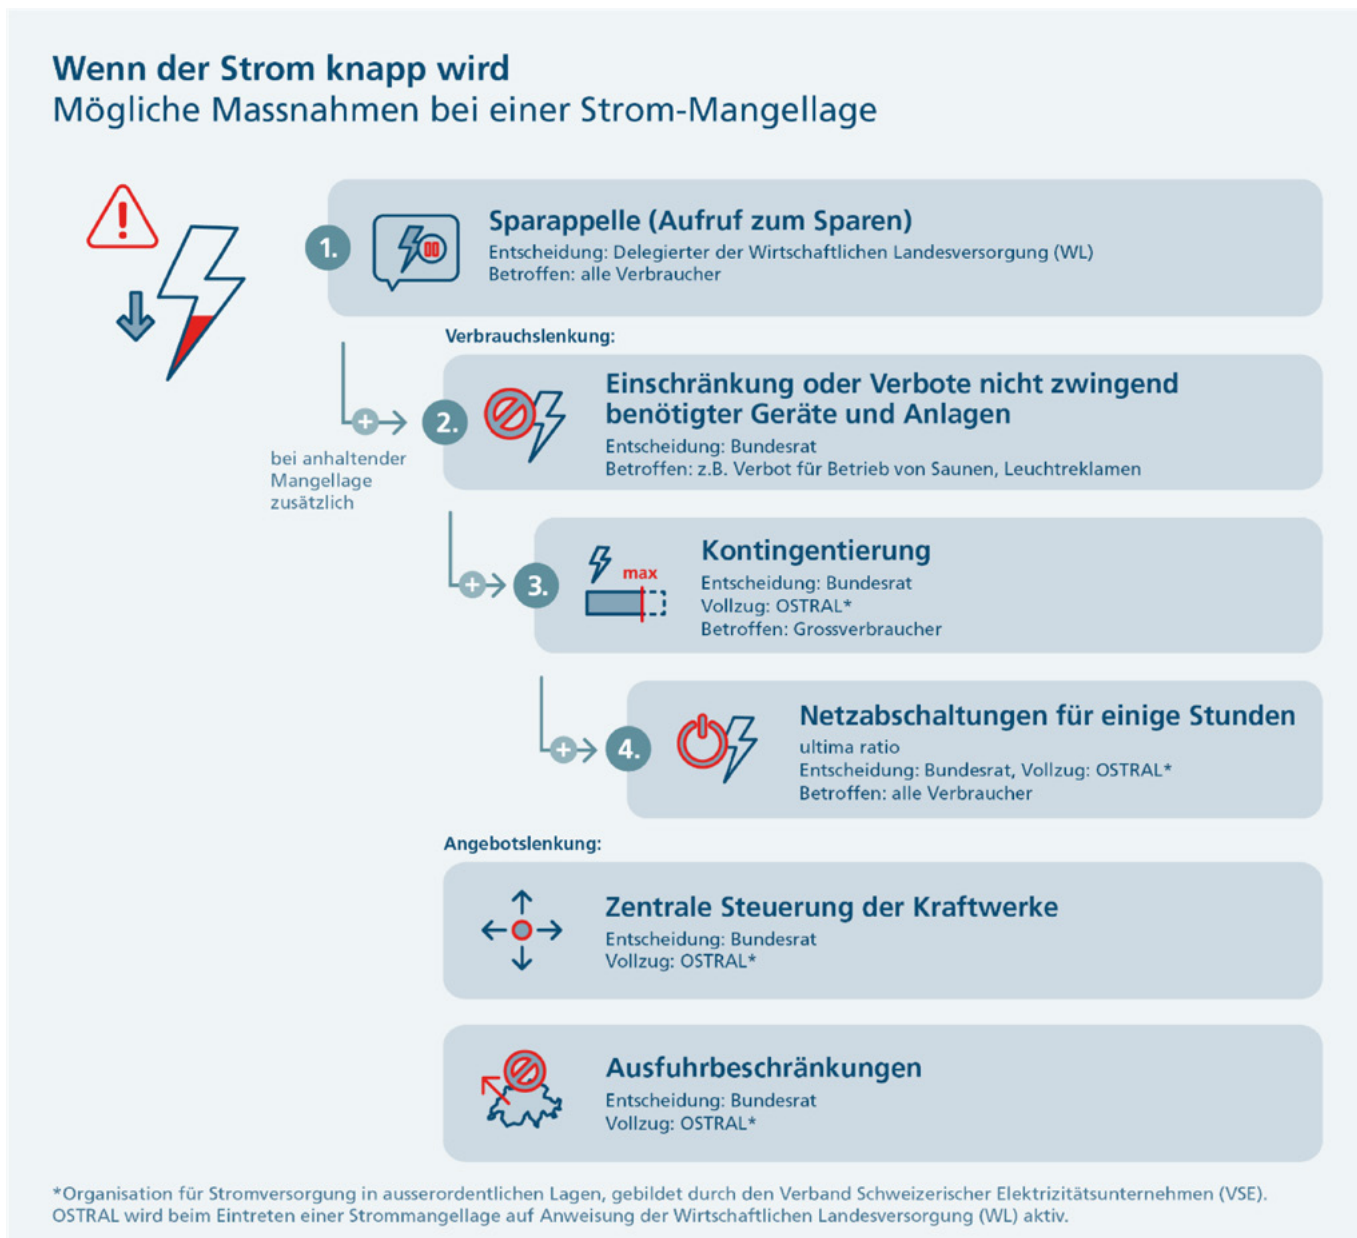 Wenn der Strom knapp wird
Mögliche Massnahmen bei einer Strom-Mangellage
1.
Sparappelle (Aufruf zum Sparen)
Entscheidung: Delegierter der Wirtschaftlichen Landesversorgung (WL)
Betroffen: alle Verbraucher
Verbrauchslenkung:
bei anhaltender
Mangellage
zusätzlich
+
2.
Einschränkung oder Verbote nicht zwingend
benötigter Geräte und Anlagen
Entscheidung: Bundesrat
Betroffen: z.B. Verbot für Betrieb von Saunen, Leuchtreklamen
+
3.
max
Kontingentierung
Entscheidung: Bundesrat
Vollzug: OSTRAL*
Betroffen: Grossverbraucher
+
4.
Netzabschaltungen für einige Stunden
ultima ratio
Entscheidung: Bundesrat, Vollzug: OSTRAL*
Betroffen: alle Verbraucher
Angebotslenkung:
Zentrale Steuerung der Kraftwerke
Entscheidung: Bundesrat
Vollzug: OSTRAL*
Ausfuhrbeschränkungen
Entscheidung: Bundesrat
Vollzug: OSTRAL*
*Organisation für Stromversorgung in ausserordentlichen Lagen, gebildet durch den Verband Schweizerischer Elektrizitätsunternehmen (VSE).
OSTRAL wird beim Eintreten einer Strommangellage auf Anweisung der Wirtschaftlichen Landesversorgung (WL) aktiv.